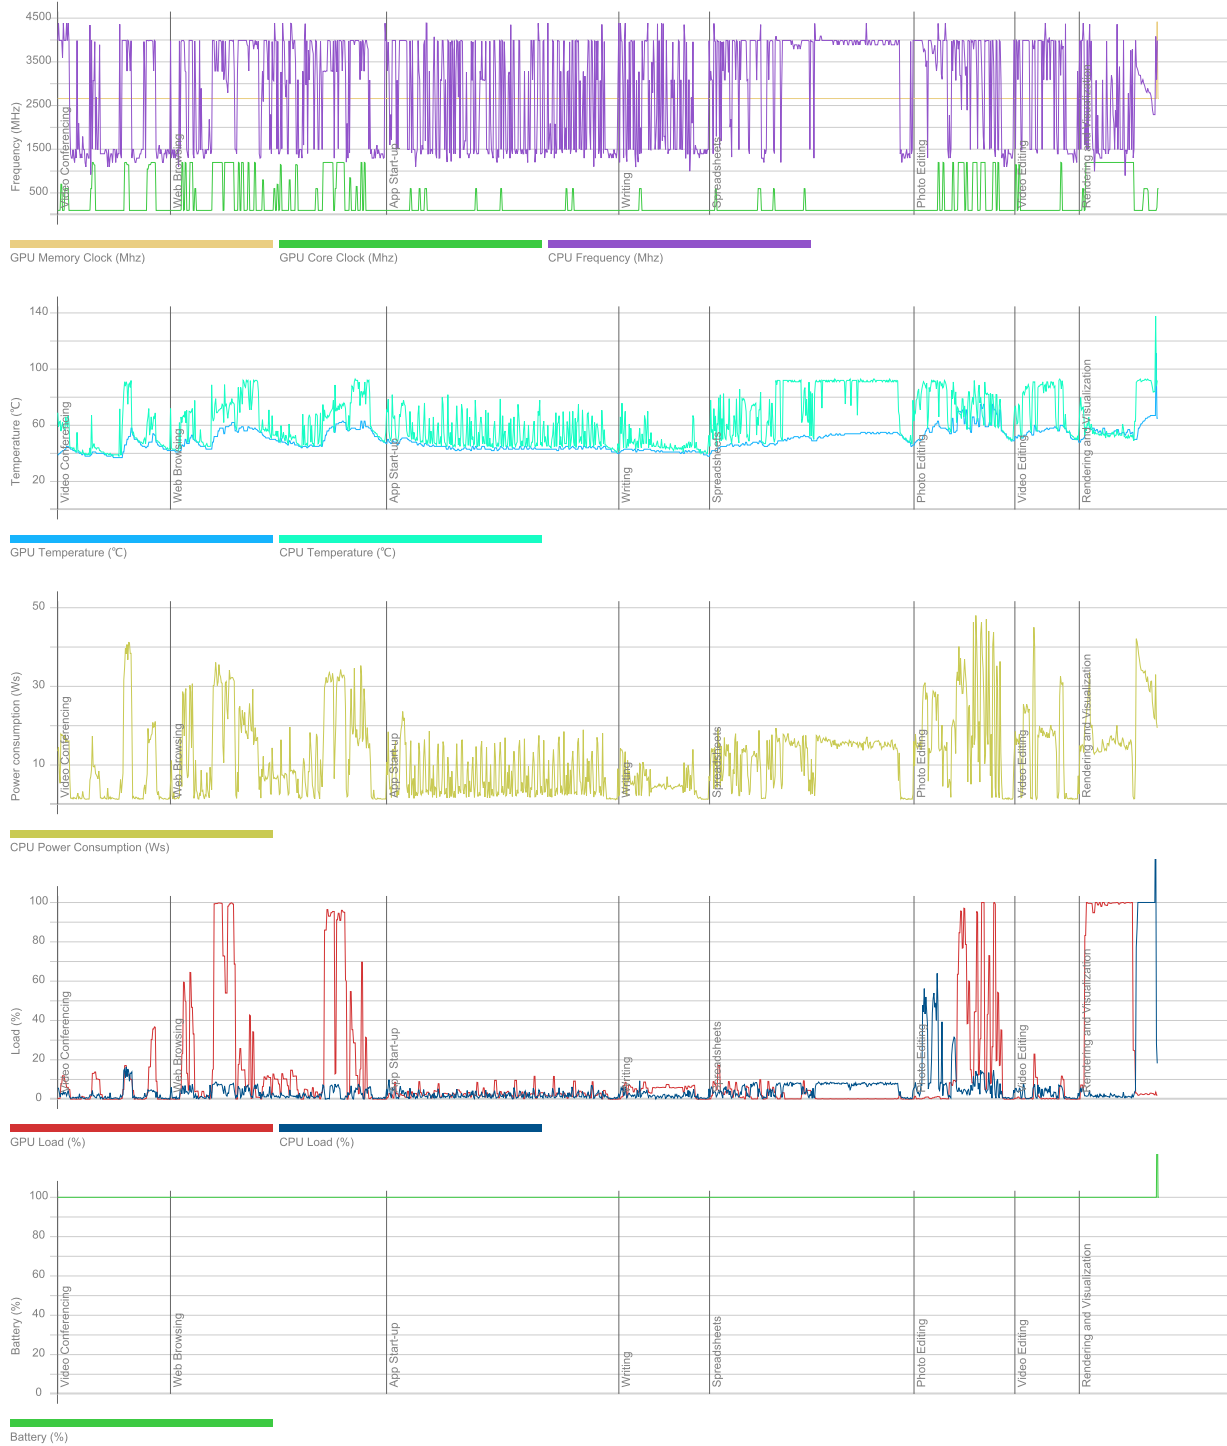 4500
3500
2500
1500
500
Frequency (MHz)
Video Conferencing
Web Browsing
App Start-up
Writing
Spreadsheets
Photo Editing
Video Editing
Rendering and Visualization
GPU Memory Clock (Mhz)
GPU Core Clock (Mhz)
CPU Frequency (Mhz)
140
100
60
20
Temperature (℃)
Video Conferencing
Web Browsing
App Start-up
Writing
Spreadsheets
Photo Editing
Video Editing
Rendering and Visualization
GPU Temperature (℃)
CPU Temperature (℃)
50
30
10
Power consumption (Ws)
Video Conferencing
Web Browsing
App Start-up
Writing
Spreadsheets
Photo Editing
Video Editing
Rendering and Visualization
CPU Power Consumption (Ws)
100
80
60
40
20
0
Load (%)
Video Conferencing
Web Browsing
App Start-up
Writing
Spreadsheets
Photo Editing
Video Editing
Rendering and Visualization
GPU Load (%)
CPU Load (%)
100
80
60
40
20
0
Battery (%)
Video Conferencing
Web Browsing
App Start-up
Writing
Spreadsheets
Photo Editing
Video Editing
Rendering and Visualization
Battery (%)